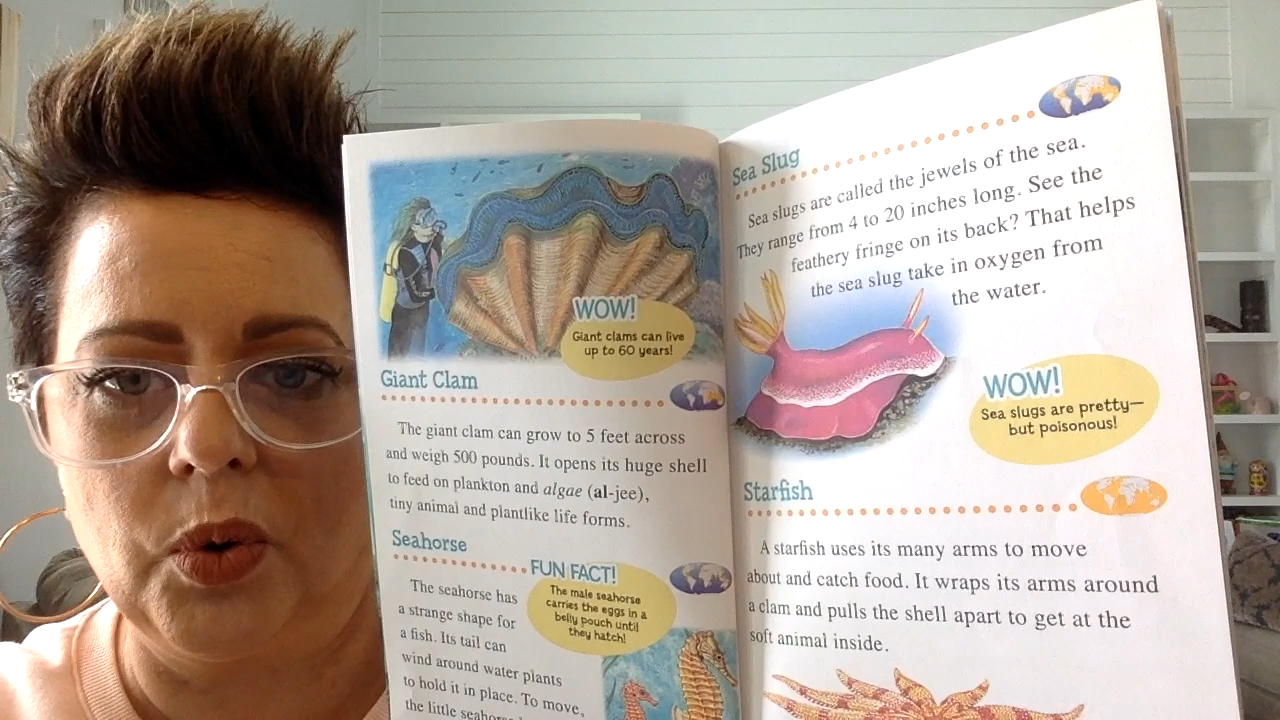 WOW!
Giant clams can live
up to 60 years!
Giant Clam
The giant clam can grow to 5 feet across
and weigh 500 pounds. It opens its huge shell
to feed on plankton and algae (al-jee),
tiny animal and plantlike life forms.
Seahorse
FUN FACT!
The male seahorse
carries the eggs in a
belly pouch until
they hatch!
The seahorse has
a strange shape for
a fish. Its tail can
wind around water plants
to hold it in place. To move,
the little
Sea Slug
Sea slugs are called the jewels of the sea.
They range from 4 to 20 inches long. See the
feathery fringe on its back? That helps
the sea slug take in oxygen from
the water.
WOW!
Sea slugs are pretty—
but poisonous!
Starfish
A starfish uses its many arms to move
about and catch food. It wraps its arms around
a clam and pulls the shell apart to get at the
soft animal inside.